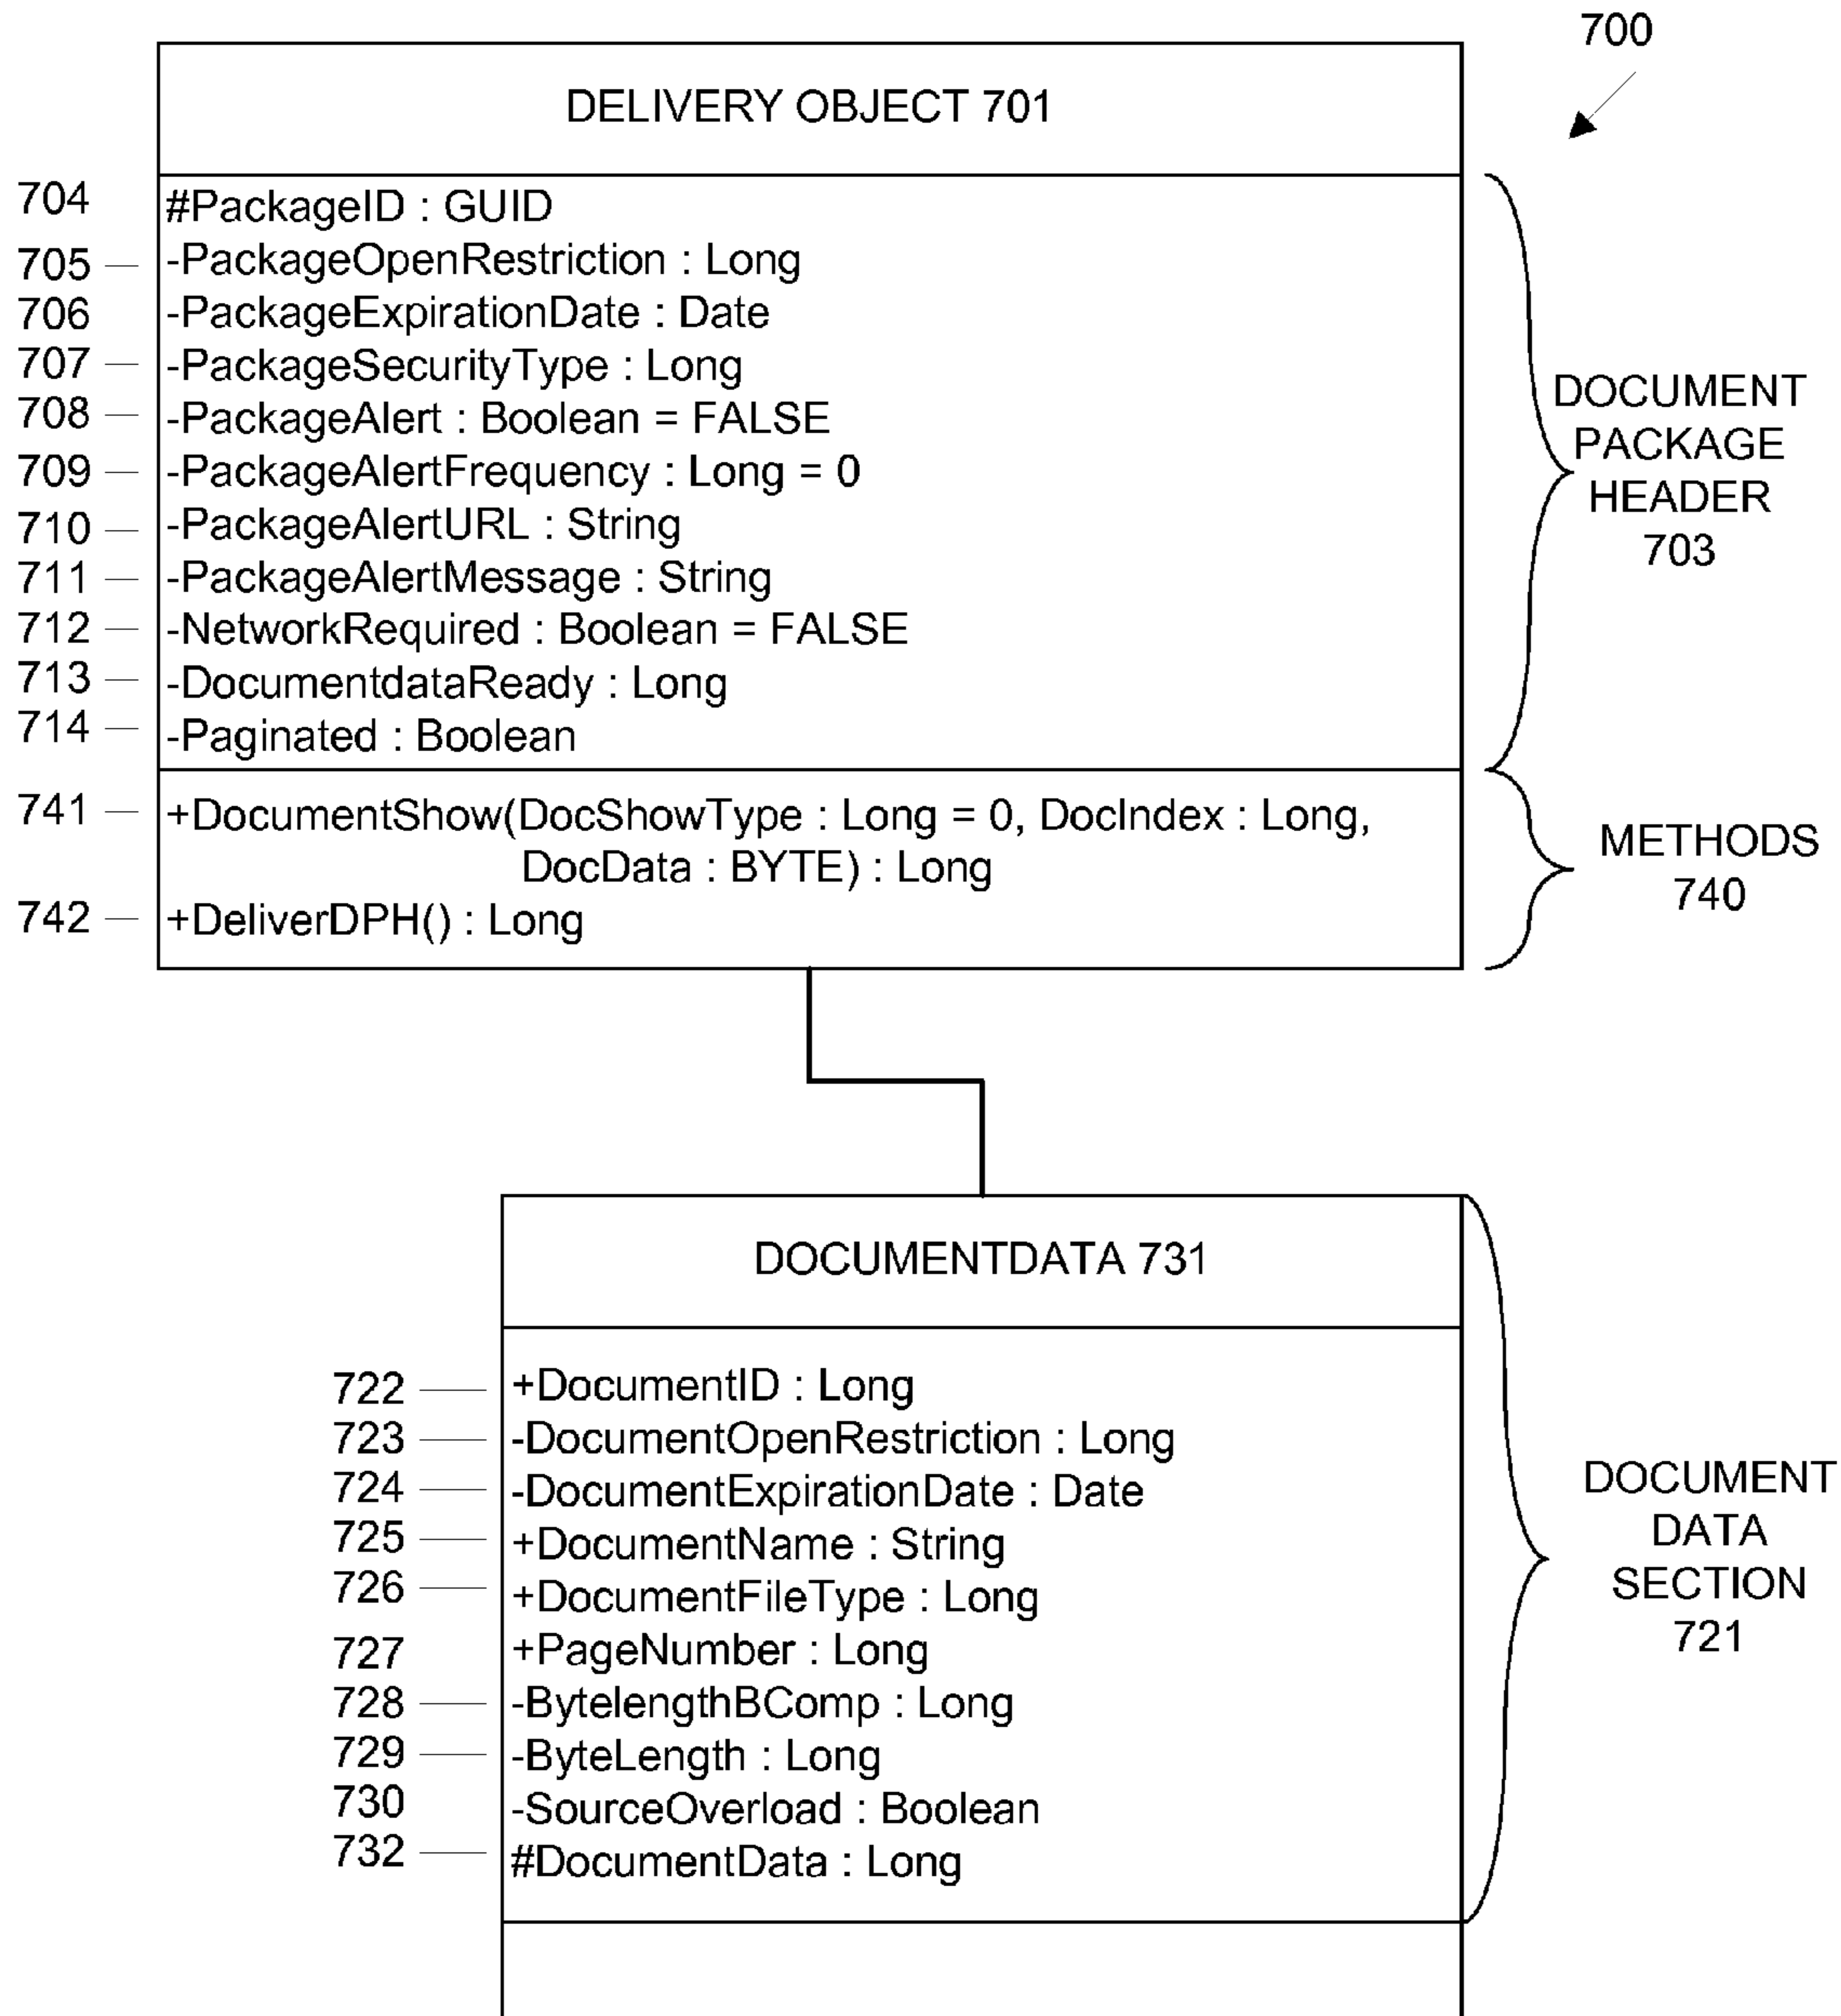 700
DELIVERY OBJECT 701
704 #PackageID : GUID
705 -PackageOpenRestriction : Long
706 -PackageExpirationDate : Date
707 -PackageSecurityType : Long
708 -PackageAlert : Boolean = FALSE
709 -PackageAlertFrequency : Long = 0
710 -PackageAlertURL : String
711 -PackageAlertMessage : String
712 -NetworkRequired : Boolean = FALSE
713 -DocumentdataReady : Long
714 -Paginated : Boolean
DOCUMENT
PACKAGE
HEADER
703
741 +DocumentShow(DocShowType : Long = 0, DocIndex : Long,
DocData : BYTE) : Long
742 +DeliverDPH() : Long
METHODS
740
DOCUMENTDATA 731
722 +DocumentID : Long
723 -DocumentOpenRestriction : Long
724 -DocumentExpirationDate : Date
725 +DocumentName : String
726 +DocumentFileType : Long
727 +PageNumber : Long
728 -BytelengthBComp : Long
729 -ByteLength : Long
730 -SourceOverload : Boolean
732 #DocumentData : Long
DOCUMENT
DATA
SECTION
721